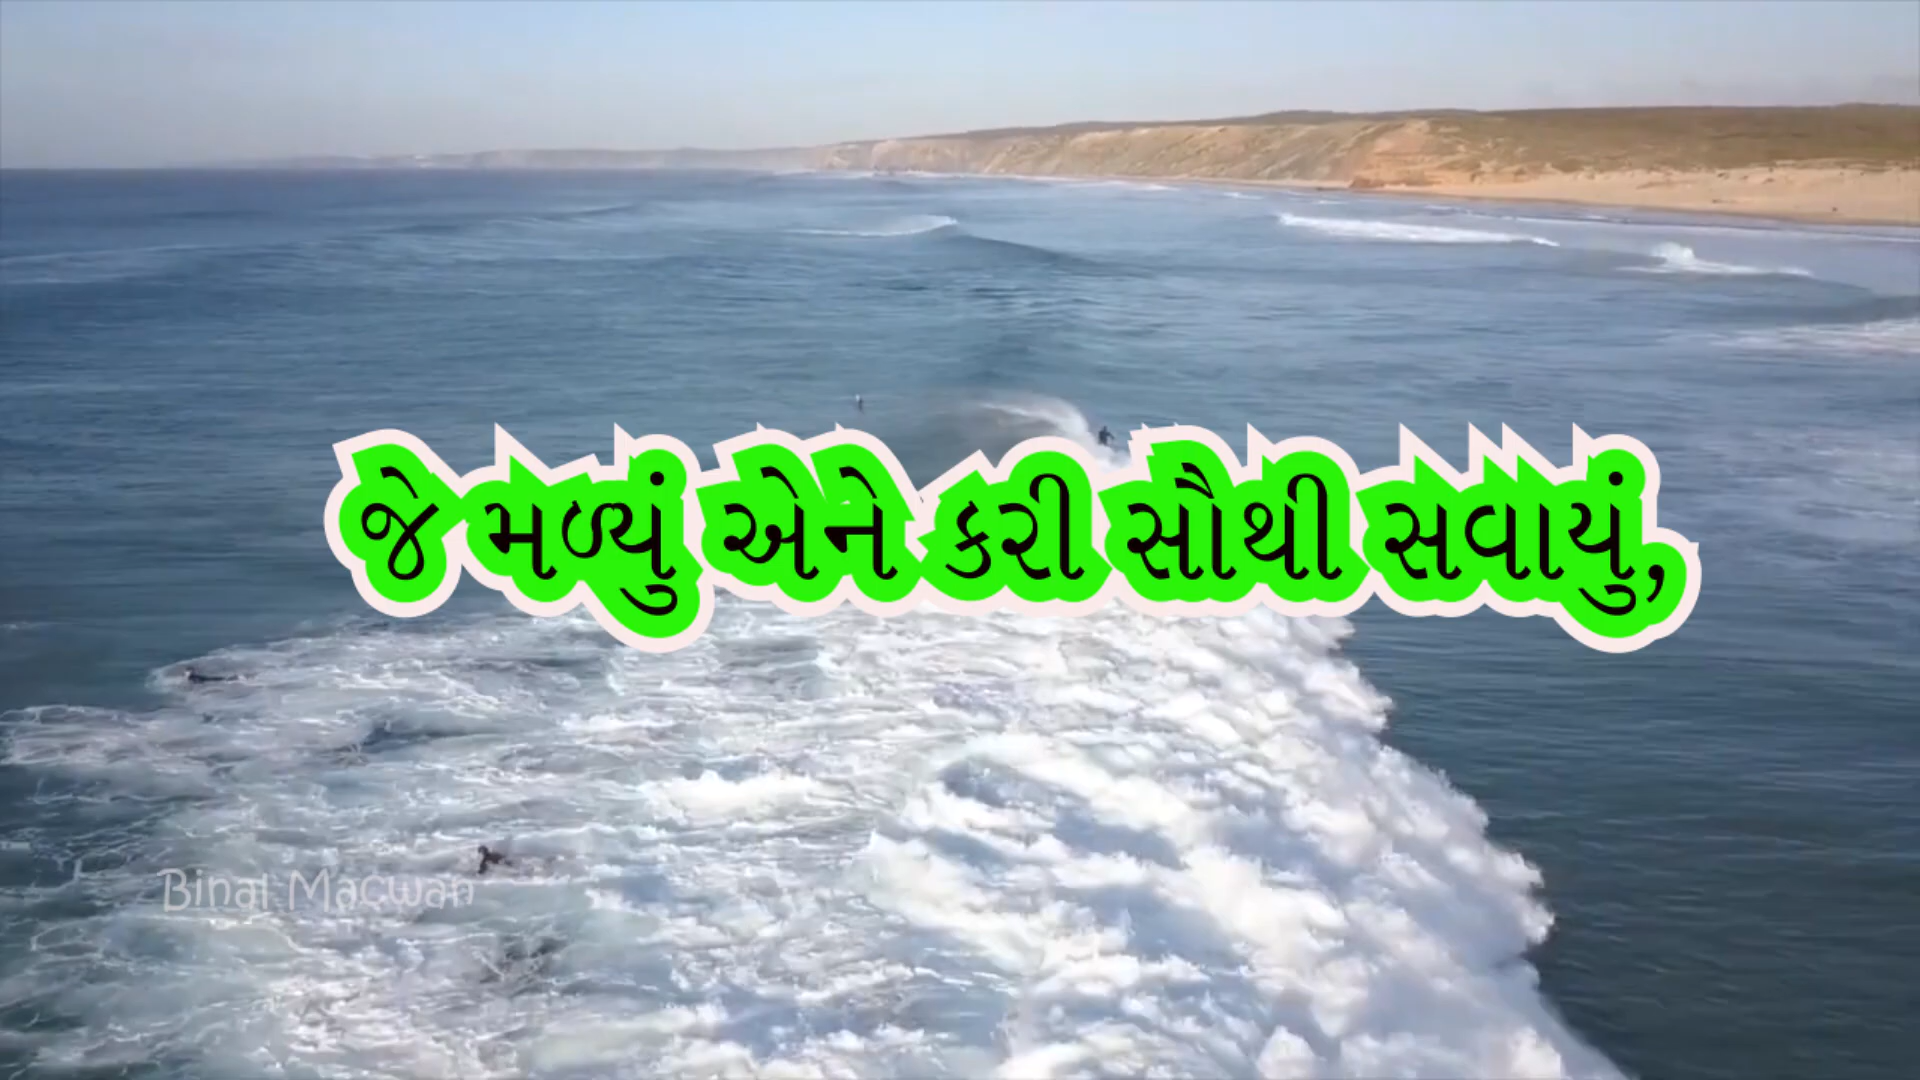 જે મળ્યું એને કરી સૌથી સવાયું,
Binal Macwan